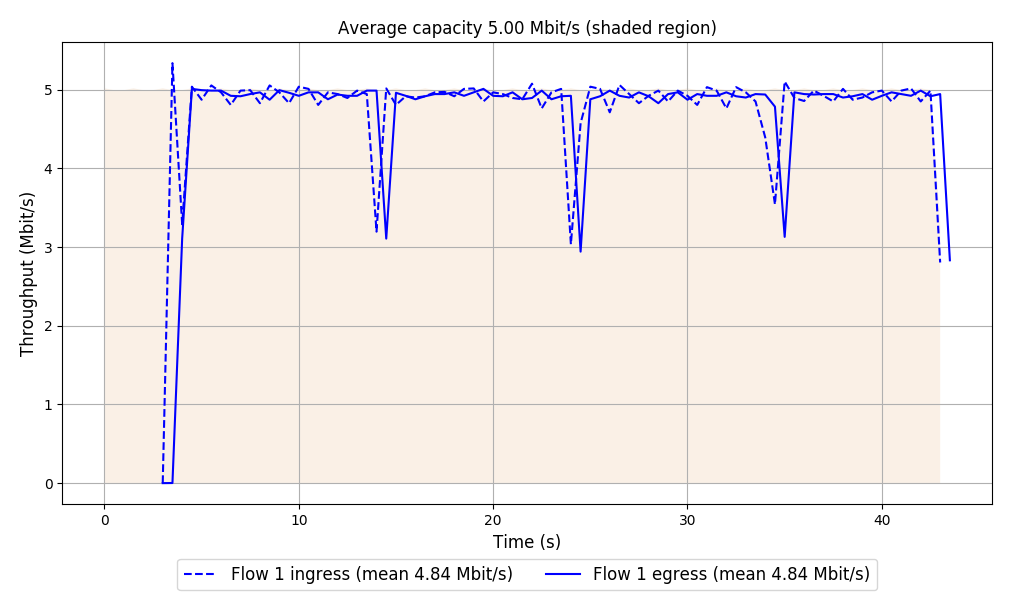 Average capacity 5.00 Mbit/s (shaded region)
Throughput (Mbit/s)
5
4
3
2
1
0
0 10 20 30 40
Time (s)
Flow 1 ingress (mean 4.84 Mbit/s) Flow 1 egress (mean 4.84 Mbit/s)